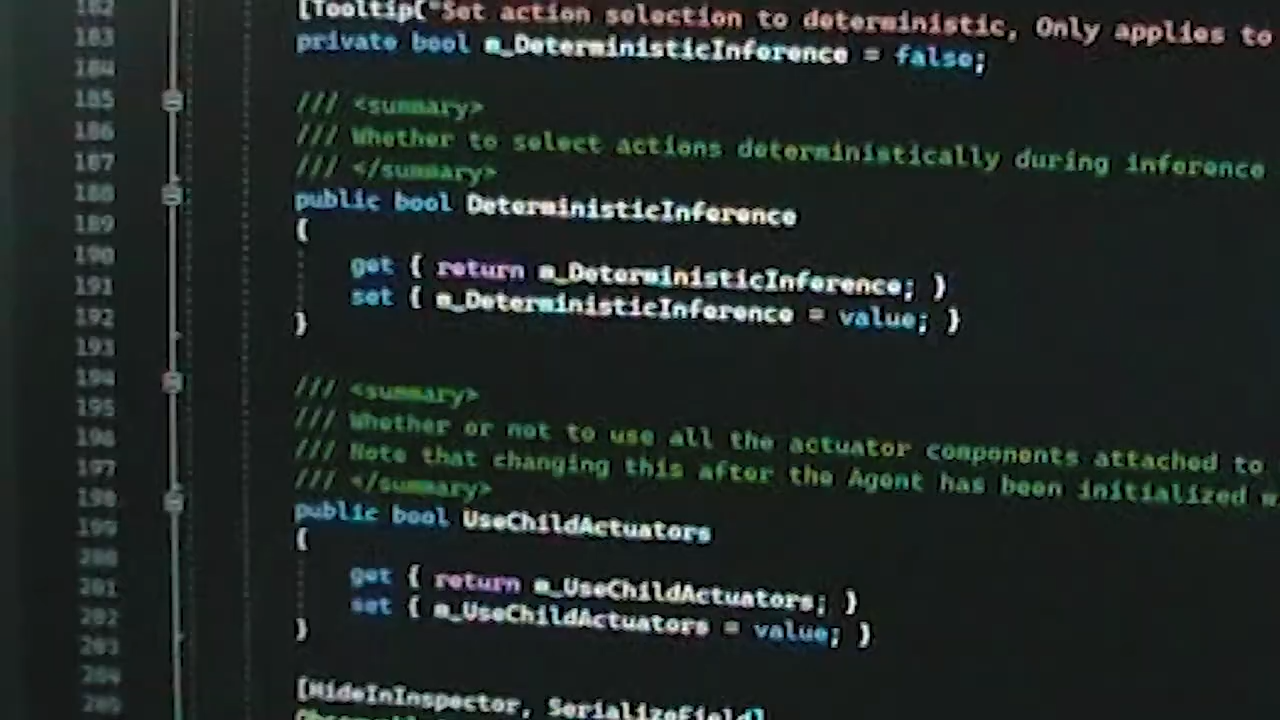 182 [Tooltip("Set action selection to deterministic, Only applies to
183 private bool m_DeterministicInference = false;
184
185 /// <summary>
186 /// Whether to select actions deterministically during inference
187 /// </summary>
188 public bool DeterministicInference
189 {
190 get { return m_DeterministicInference; }
191 set { m_DeterministicInference = value; }
192 }
193
194 /// <summary>
195 /// Whether or not to use all the actuator components attached to
196 /// Note that changing this after the Agent has been initialized
197 /// </summary>
198 public bool UseChildActuators
199 {
200 get { return m_UseChildActuators; }
201 set { m_UseChildActuators = value; }
202 }
203
204 [HideInInspector, SerializeField]
205